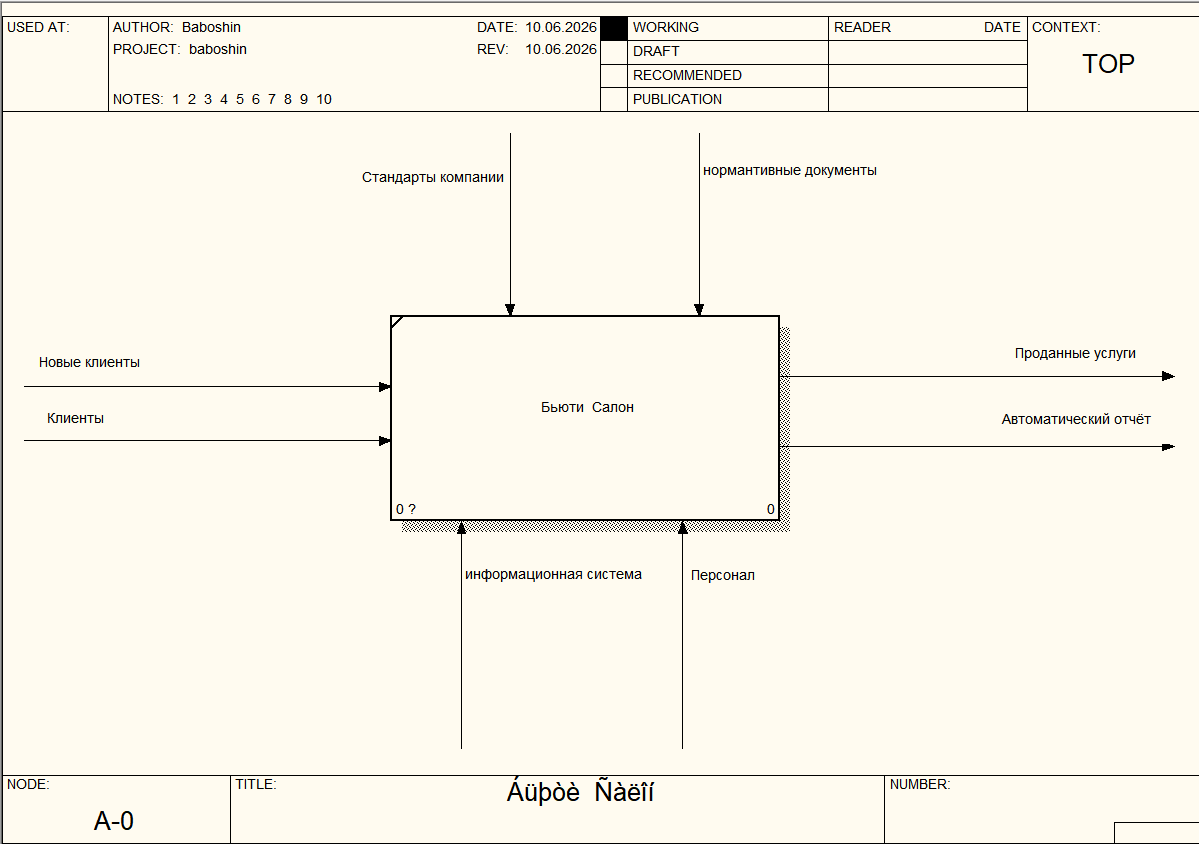 USED AT:
AUTHOR: Baboshin
DATE: 10.06.2026
WORKING
READER
DATE
CONTEXT:
PROJECT: baboshin
REV: 10.06.2026
DRAFT
TOP
RECOMMENDED
NOTES: 1 2 3 4 5 6 7 8 9 10
PUBLICATION
Стандарты компании
нормантивные документы
Новые клиенты
Проданные услуги
Клиенты
Бьюти Салон
Автоматический отчёт
0 ?
0
информационная система
Персонал
NODE:
TITLE:
Áüþòè Ñàëîí
NUMBER:
A-0